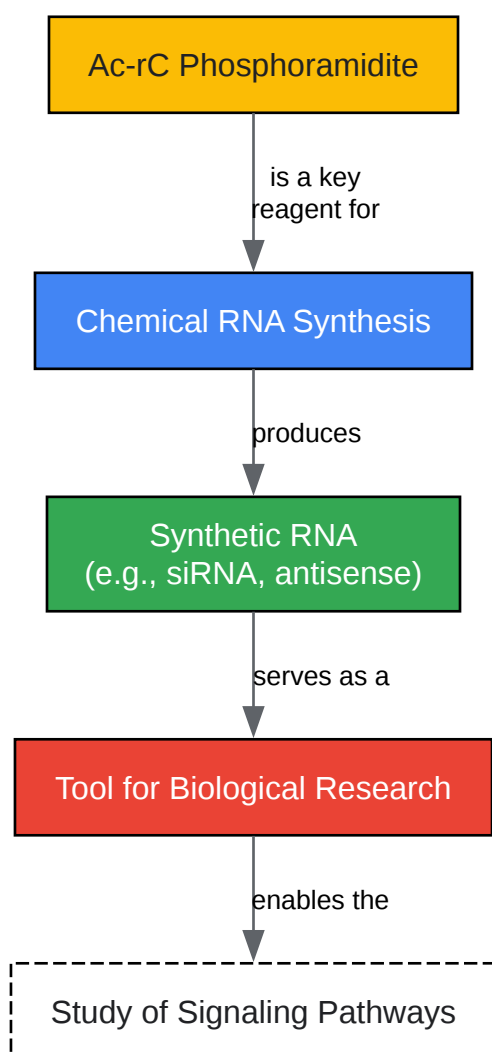 Ac-rC Phosphoramidite
is a key
reagent for
Chemical RNA Synthesis
produces
Synthetic RNA
(e.g., siRNA, antisense)
serves as a
Tool for Biological Research
enables the
Study of Signaling Pathways